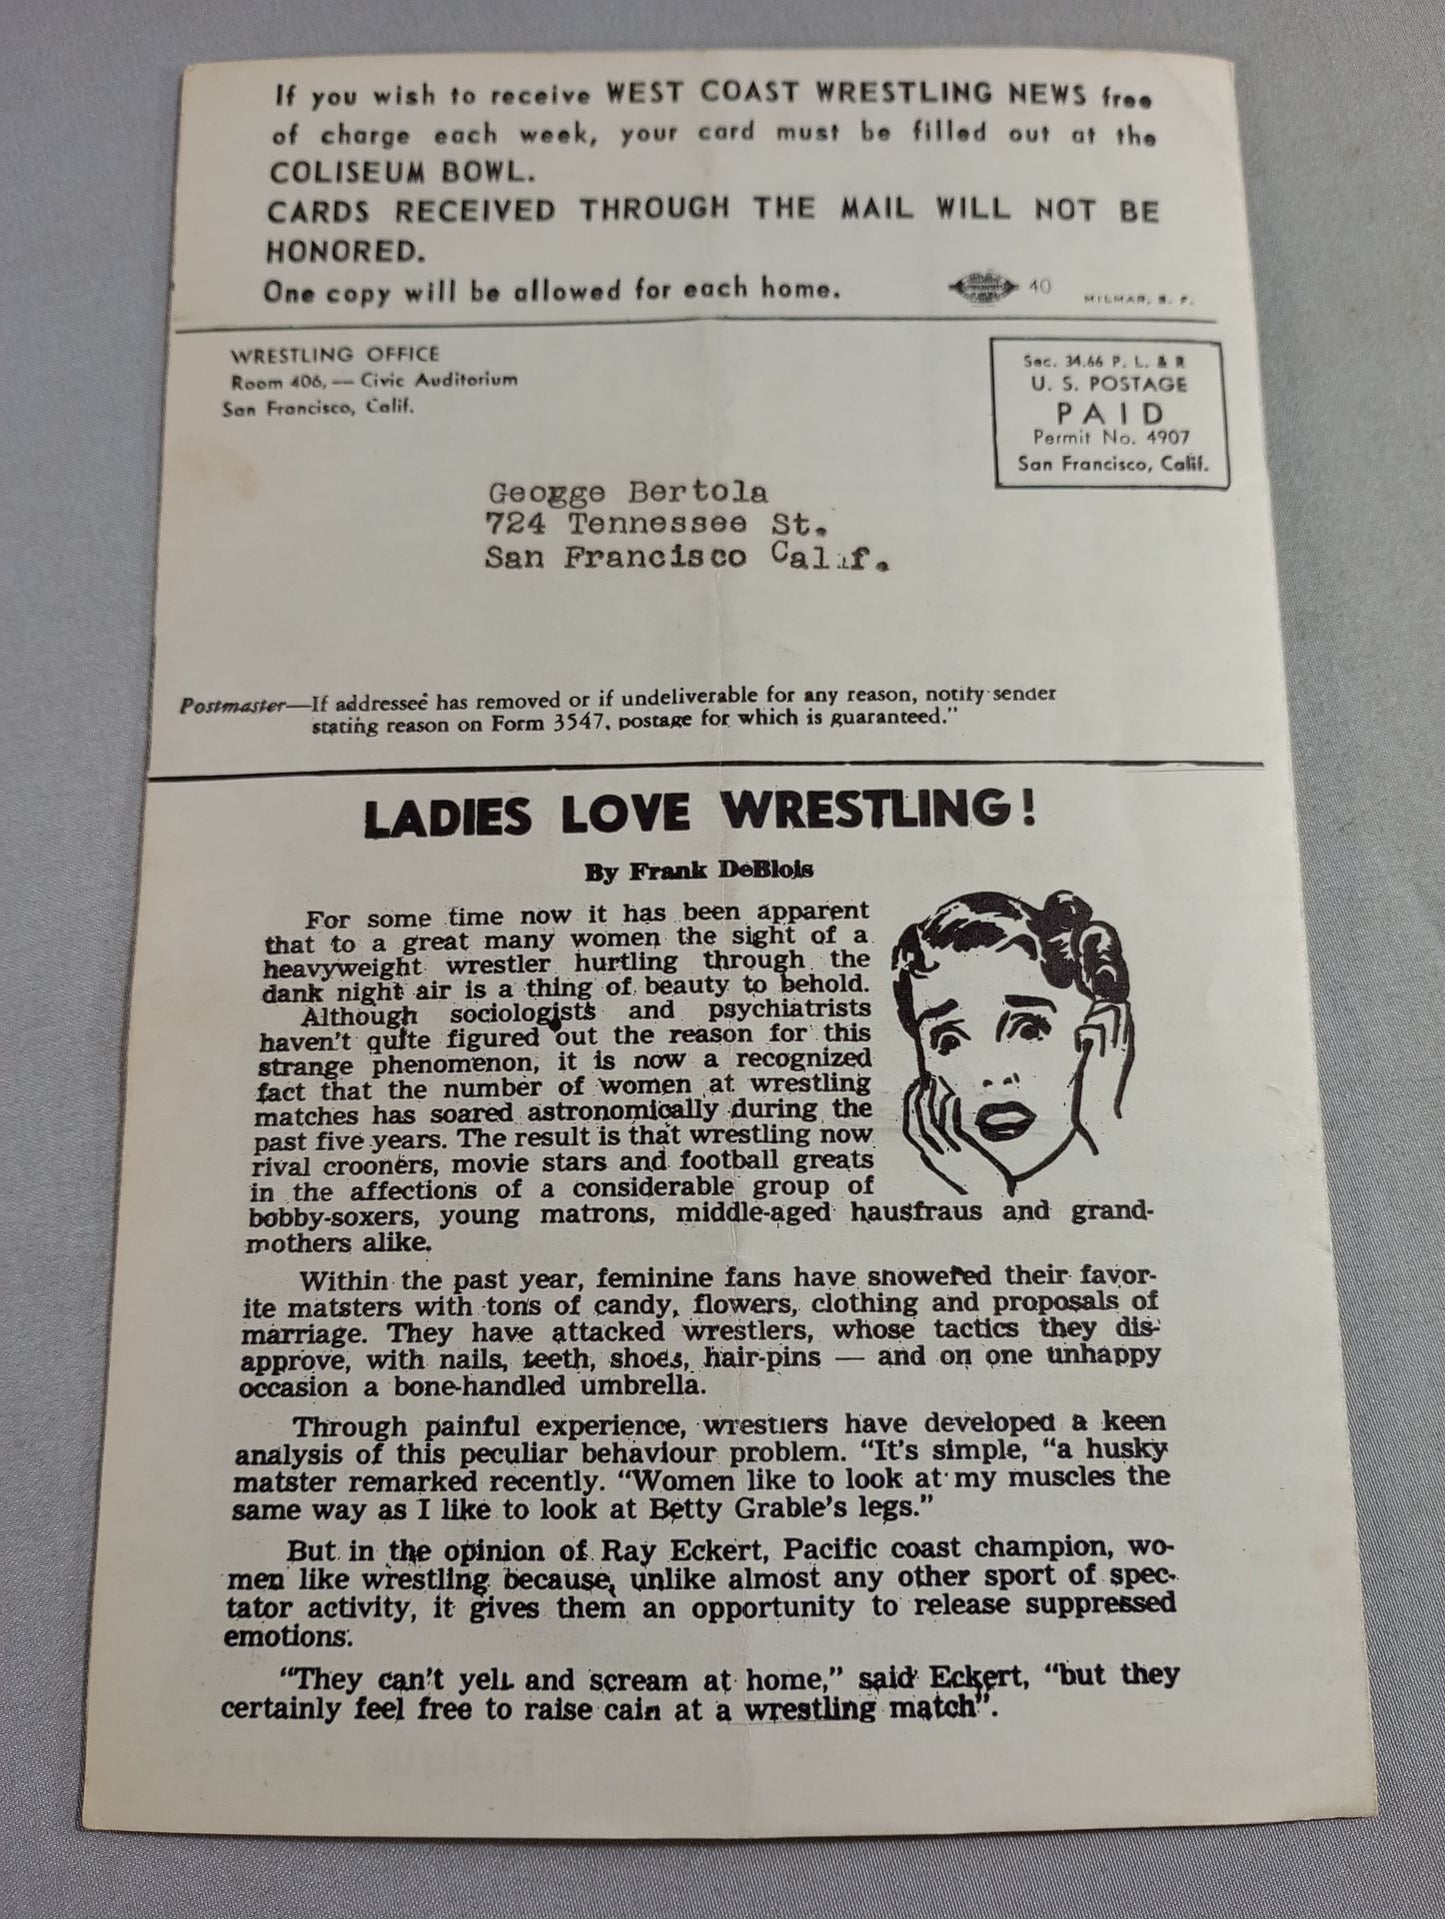 If you wish to receive WEST COAST WRESTLING NEWS free
of charge each week, your card must be filled out at the
COLISEUM BOWL.
CARDS RECEIVED THROUGH THE MAIL WILL NOT BE
HONORED.
One copy will be allowed for each home.
40 MILMAR, S. F.
WRESTLING OFFICE
Room 406, — Civic Auditorium
San Francisco, Calif.
Sec. 34.66 P. L. & R
U. S. POSTAGE
PAID
Permit No. 4907
San Francisco, Calif.
Geogge Bertola
724 Tennessee St.
San Francisco Calif.
Postmaster—If addressee has removed or if undeliverable for any reason, notify sender
stating reason on Form 3547, postage for which is guaranteed."
LADIES LOVE WRESTLING!
By Frank DeBlois
For some time now it has been apparent
that to a great many women the sight of a
heavyweight wrestler hurtling through the
dank night air is a thing of beauty to behold.
Although sociologists and psychiatrists
haven't quite figured out the reason for this
strange phenomenon, it is now a recognized
fact that the number of women at wrestling
matches has soared astronomically during the
past five years. The result is that wrestling now
rival crooners, movie stars and football greats
in the affections of a considerable group of
bobby-soxers, young matrons, middle-aged hausfraus and grand-
mothers alike.
Within the past year, feminine fans have showered their favor-
ite matsters with tons of candy, flowers, clothing and proposals of
marriage. They have attacked wrestlers, whose tactics they dis-
approve, with nails, teeth, shoes, hair-pins — and on one unhappy
occasion a bone-handled umbrella.
Through painful experience, wrestlers have developed a keen
analysis of this peculiar behaviour problem. "It's simple, "a husky
matster remarked recently. "Women like to look at my muscles the
same way as I like to look at Betty Grable's legs."
But in the opinion of Ray Eckert, Pacific coast champion, wo-
men like wrestling because, unlike almost any other sport of spec-
tator activity, it gives them an opportunity to release suppressed
emotions.
"They can't yell and scream at home," said Eckert, "but they
certainly feel free to raise cain at a wrestling match".